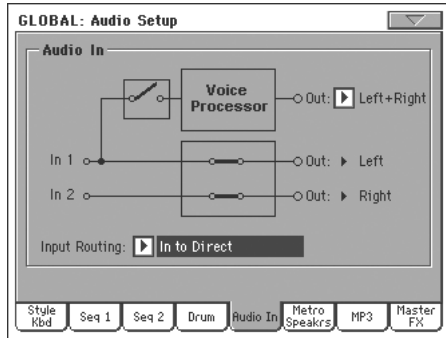 GLOBAL: Audio Setup
Audio In
Voice
Processor
Out: Left+Right
In 1
Out: Left
In 2
Out: Right
Input Routing: In to Direct
Style Kbd
Seq 1
Seq 2
Drum
Audio In
Metro Speakrs
MP3
Master FX